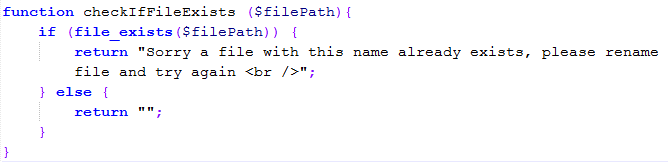 function checkIfFileExists ($filePath){
    if (file_exists($filePath)) {
        return "Sorry a file with this name already exists, please rename
        file and try again <br />";
    } else {
        return "";
    }
}